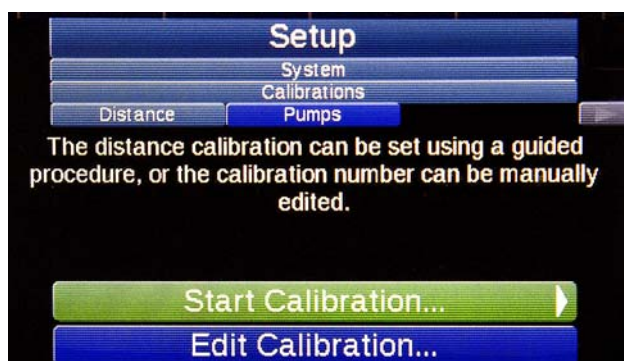 Setup
System
Calibrations
Distance Pumps
The distance calibration can be set using a guided
procedure, or the calibration number can be manually
edited.
Start Calibration...
Edit Calibration...